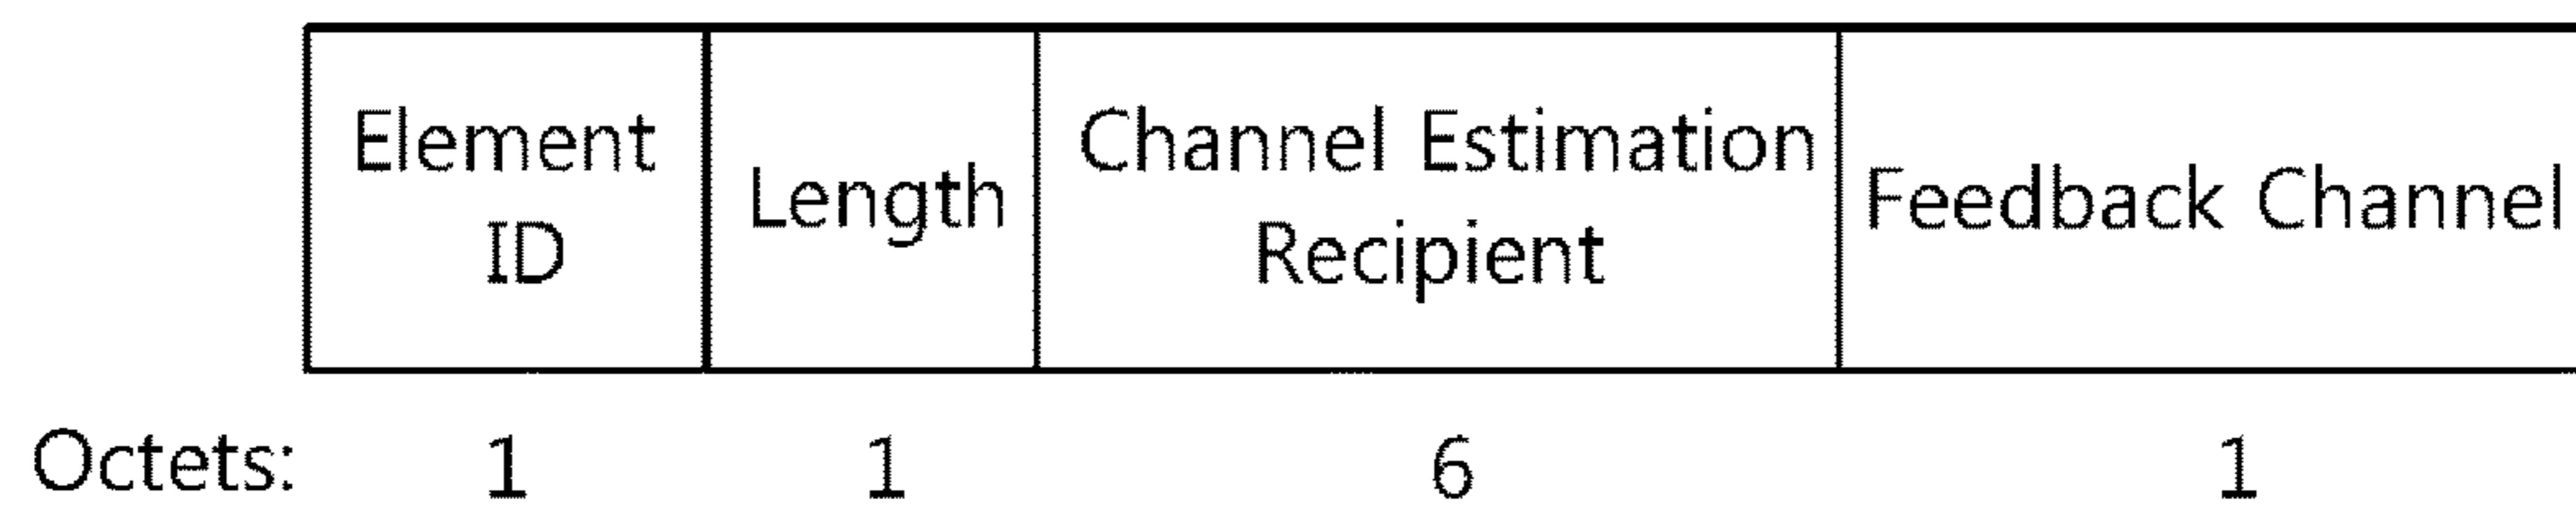 Element
ID
Length
Channel Estimation
Recipient
Feedback Channel
Octets: 1 1 6 1